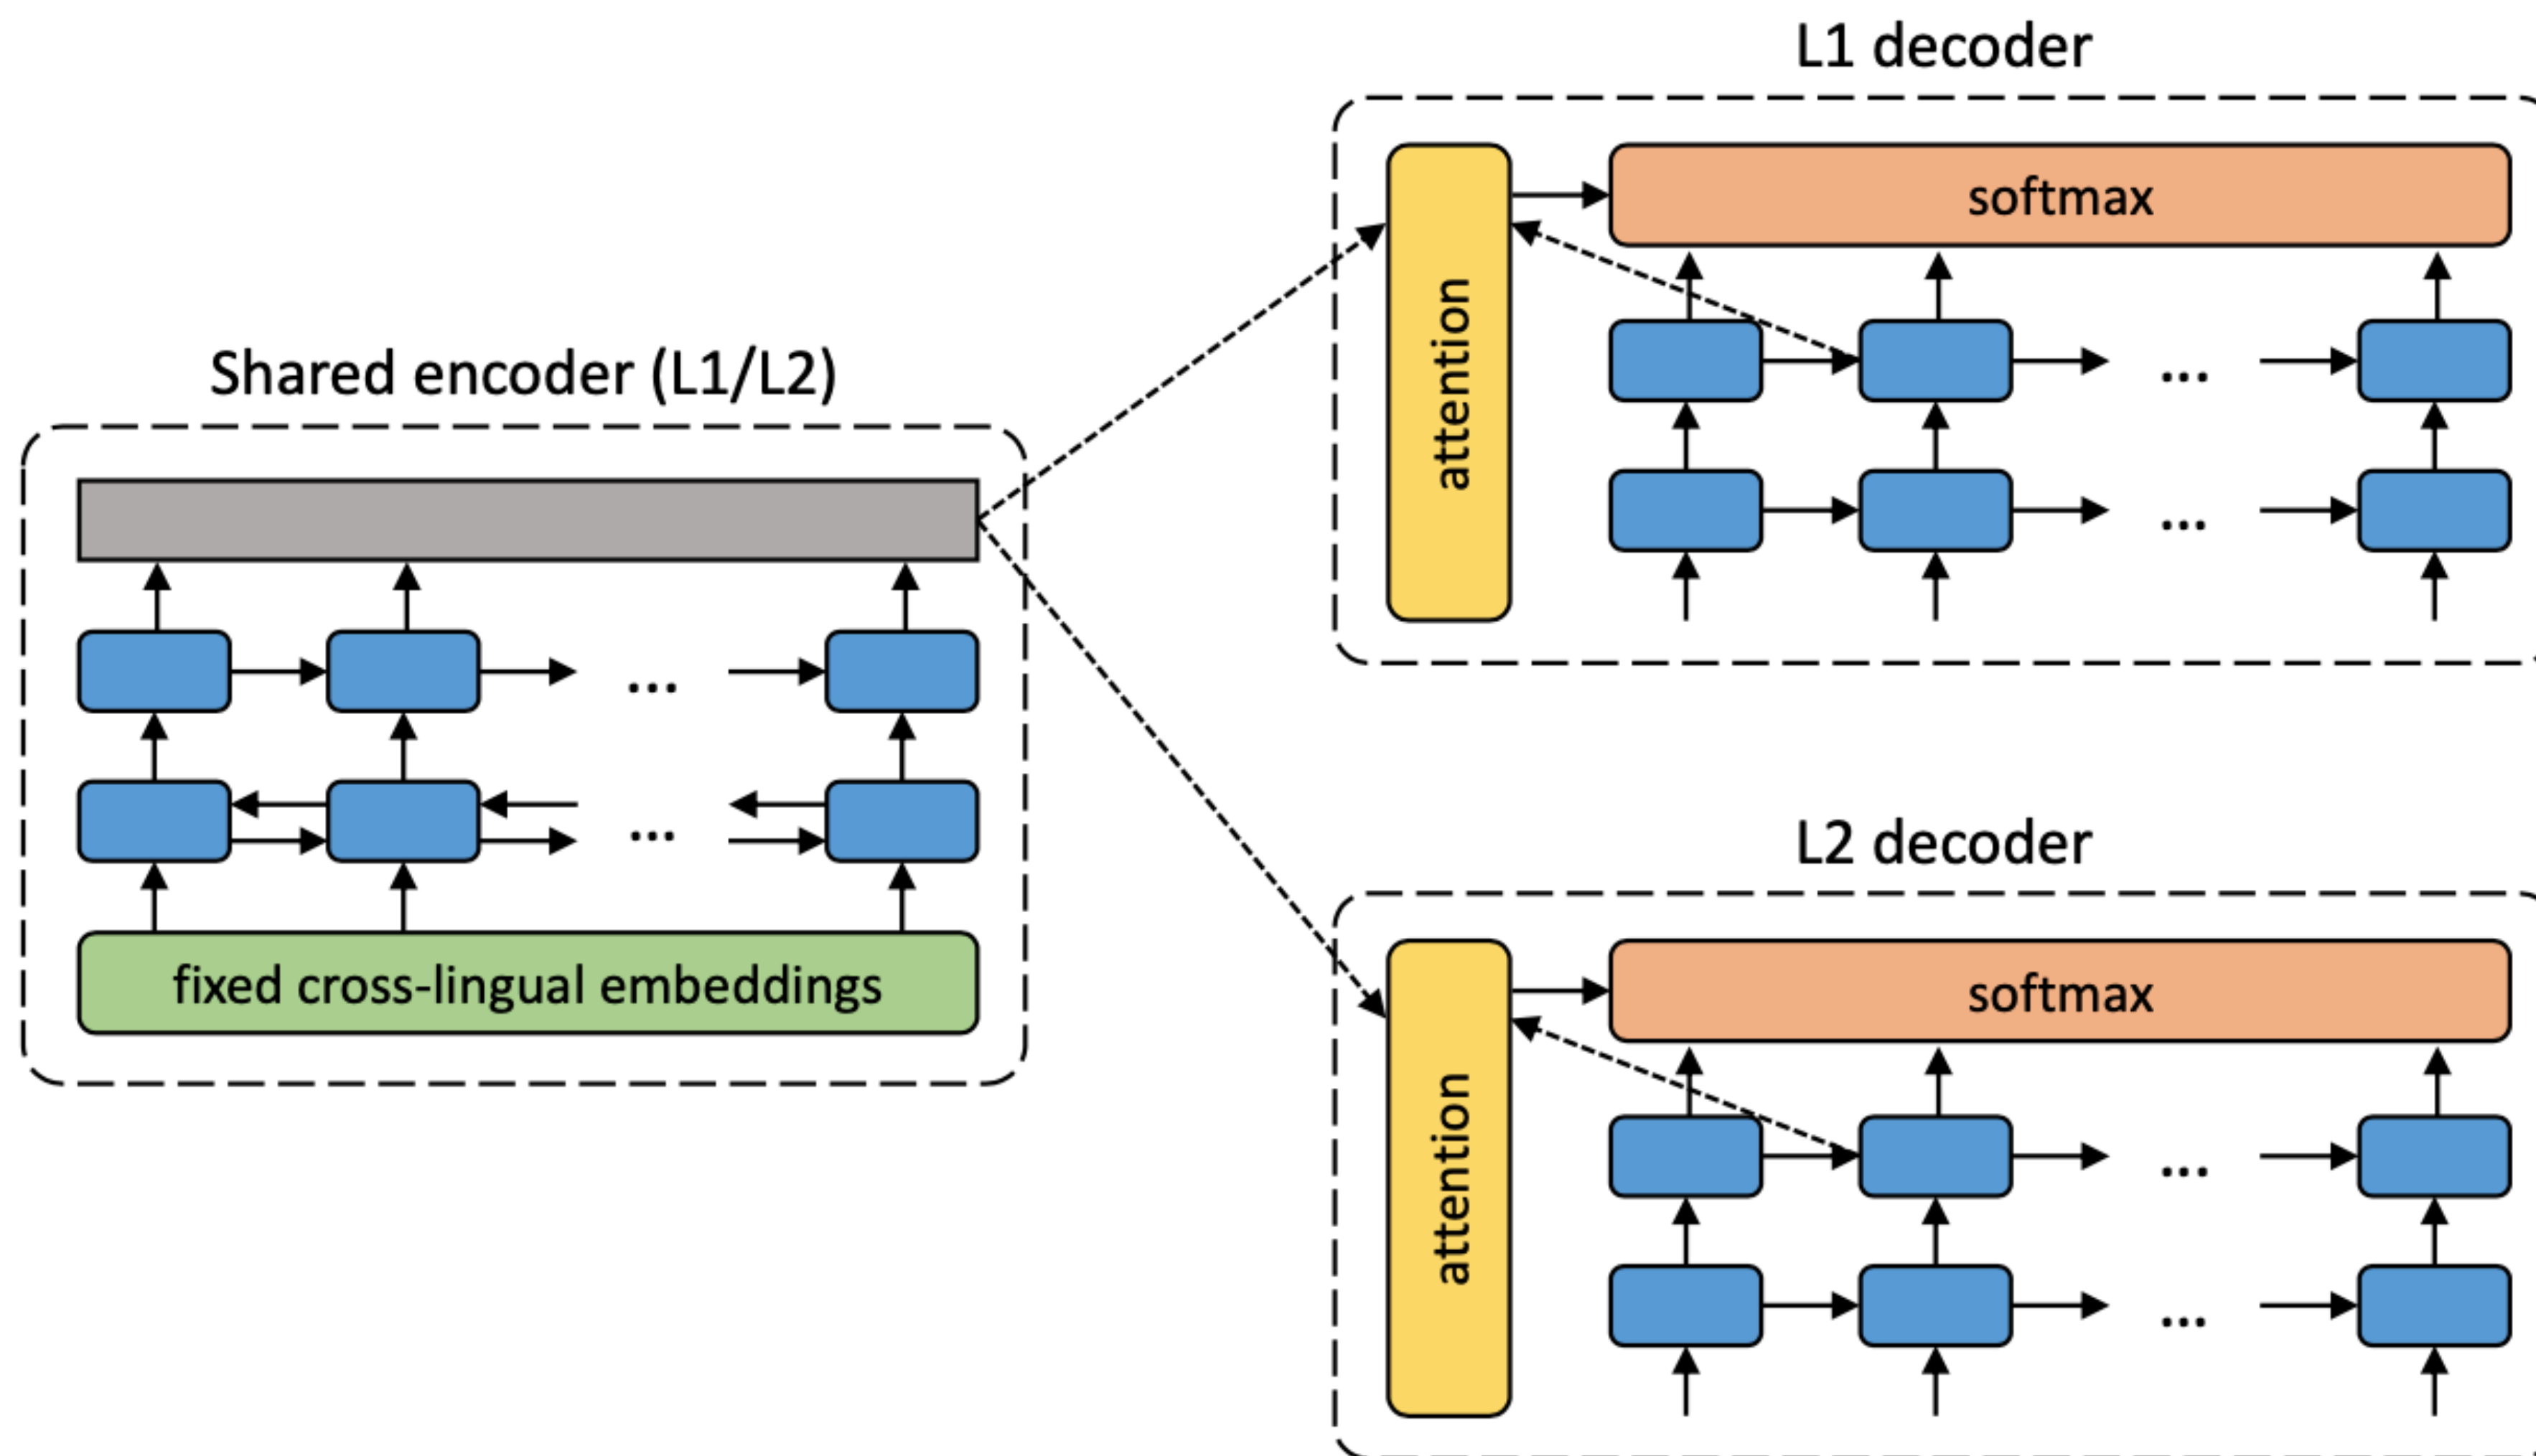 L1 decoder
softmax
attention
...
...
Shared encoder (L1/L2)
...
...
fixed cross-lingual embeddings
L2 decoder
softmax
attention
...
...